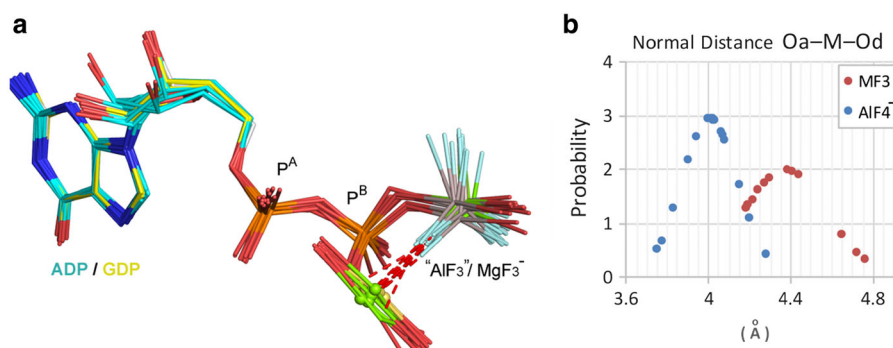 a
P^A
P^B
ADP / GDP
"AlF₃"/ MgF₃⁻
b
Normal Distance Oa–M–Od
MF3
AlF4⁻
Probability
4
3
2
1
0
3.6 4 4.4 4.8
( Å )